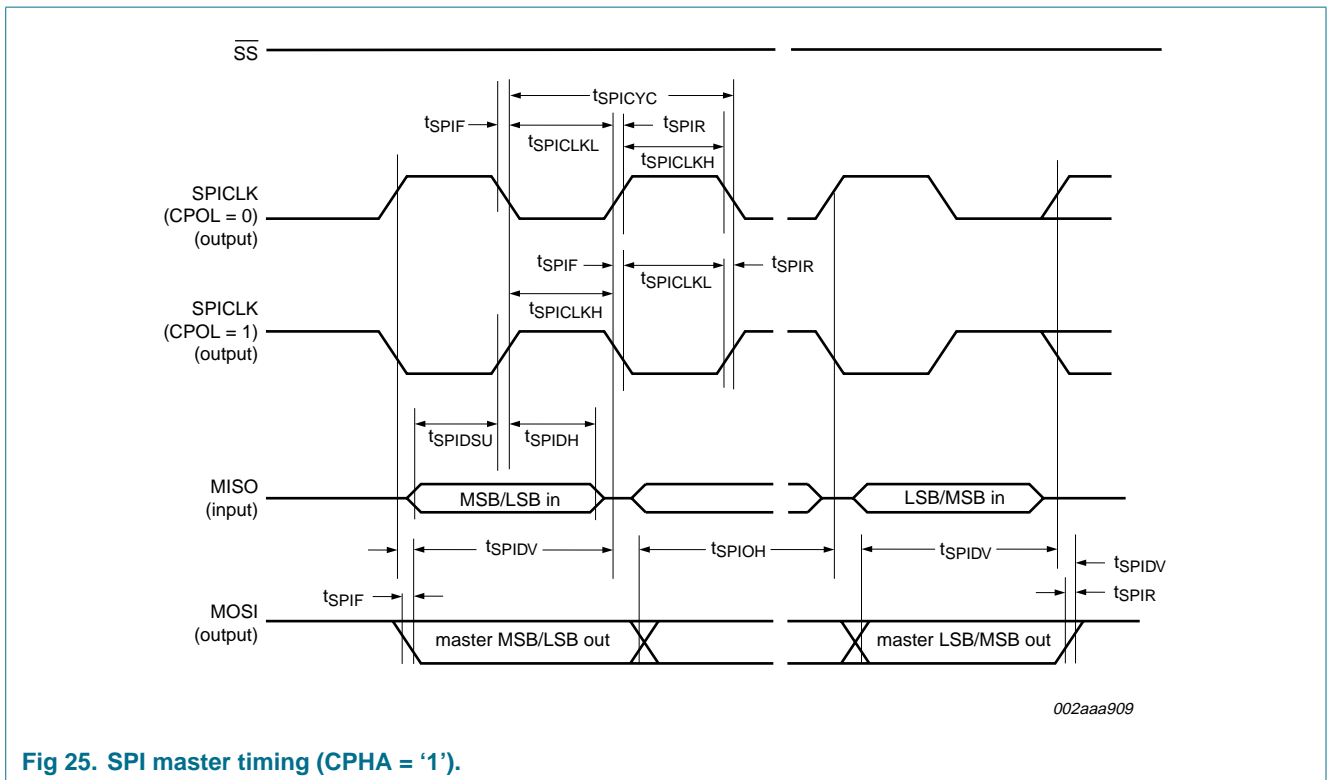 SS
tSPICYC
tSPIF
tSPIR
tSPICLKL
tSPICLKH
SPICLK
(CPOL = 0)
(output)
tSPIF
tSPIR
tSPICLKL
tSPICLKH
SPICLK
(CPOL = 1)
(output)
tSPIDSU
tSPIDH
MISO
(input)
MSB/LSB in
LSB/MSB in
tSPIDV
tSPIOH
tSPIDV
tSPIDV
tSPIF
tSPIR
MOSI
(output)
master MSB/LSB out
master LSB/MSB out
002aaa909
Fig 25. SPI master timing (CPHA = ‘1’).